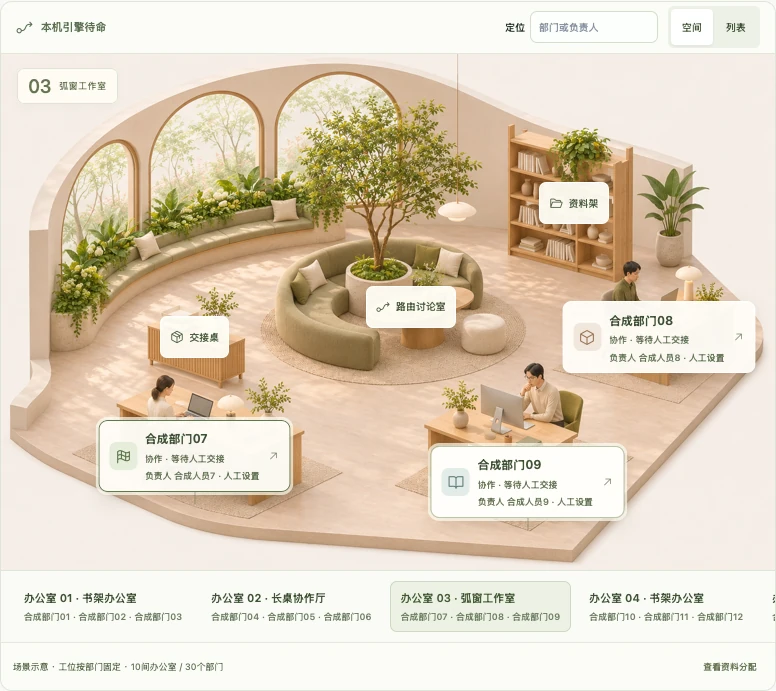 本机引擎待命
定位
部门或负责人
空间
列表
03 弧窗工作室
资料架
路由讨论室
交接桌
合成部门08
协作 · 等待人工交接
负责人 合成人员8 · 人工设置
合成部门07
协作 · 等待人工交接
负责人 合成人员7 · 人工设置
合成部门09
协作 · 等待人工交接
负责人 合成人员9 · 人工设置
办公室 01 · 书架办公室
合成部门01 · 合成部门02 · 合成部门03
办公室 02 · 长桌协作厅
合成部门04 · 合成部门05 · 合成部门06
办公室 03 · 弧窗工作室
合成部门07 · 合成部门08 · 合成部门09
办公室 04 · 书架办公室
合成部门10 · 合成部门11 · 合成部门12
场景示意 · 工位按部门固定 · 10间办公室 / 30个部门
查看资料分配